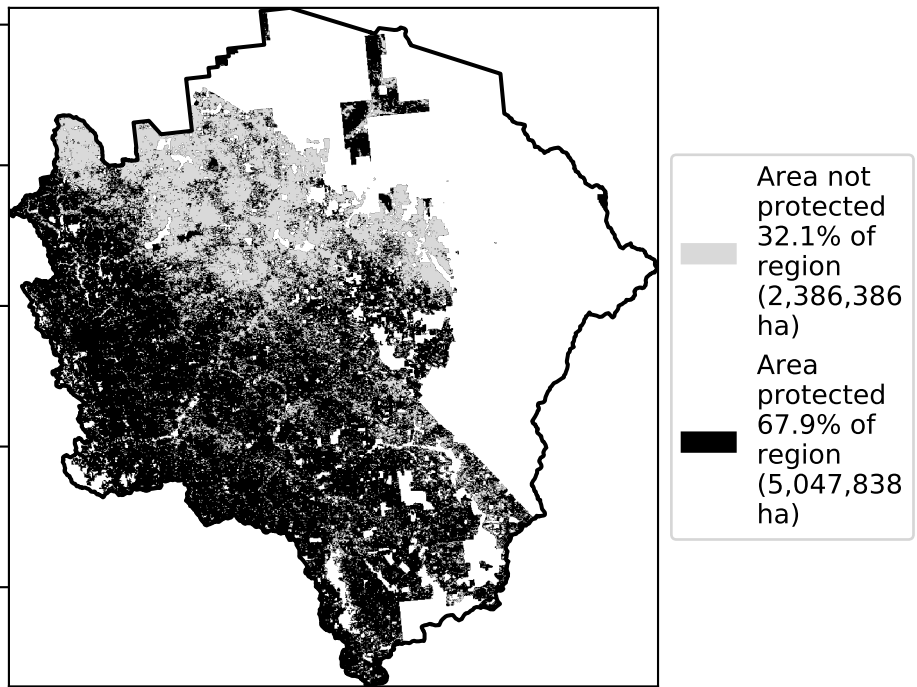 Area not
protected
32.1% of
region
(2,386,386
ha)
Area
protected
67.9% of
region
(5,047,838
ha)